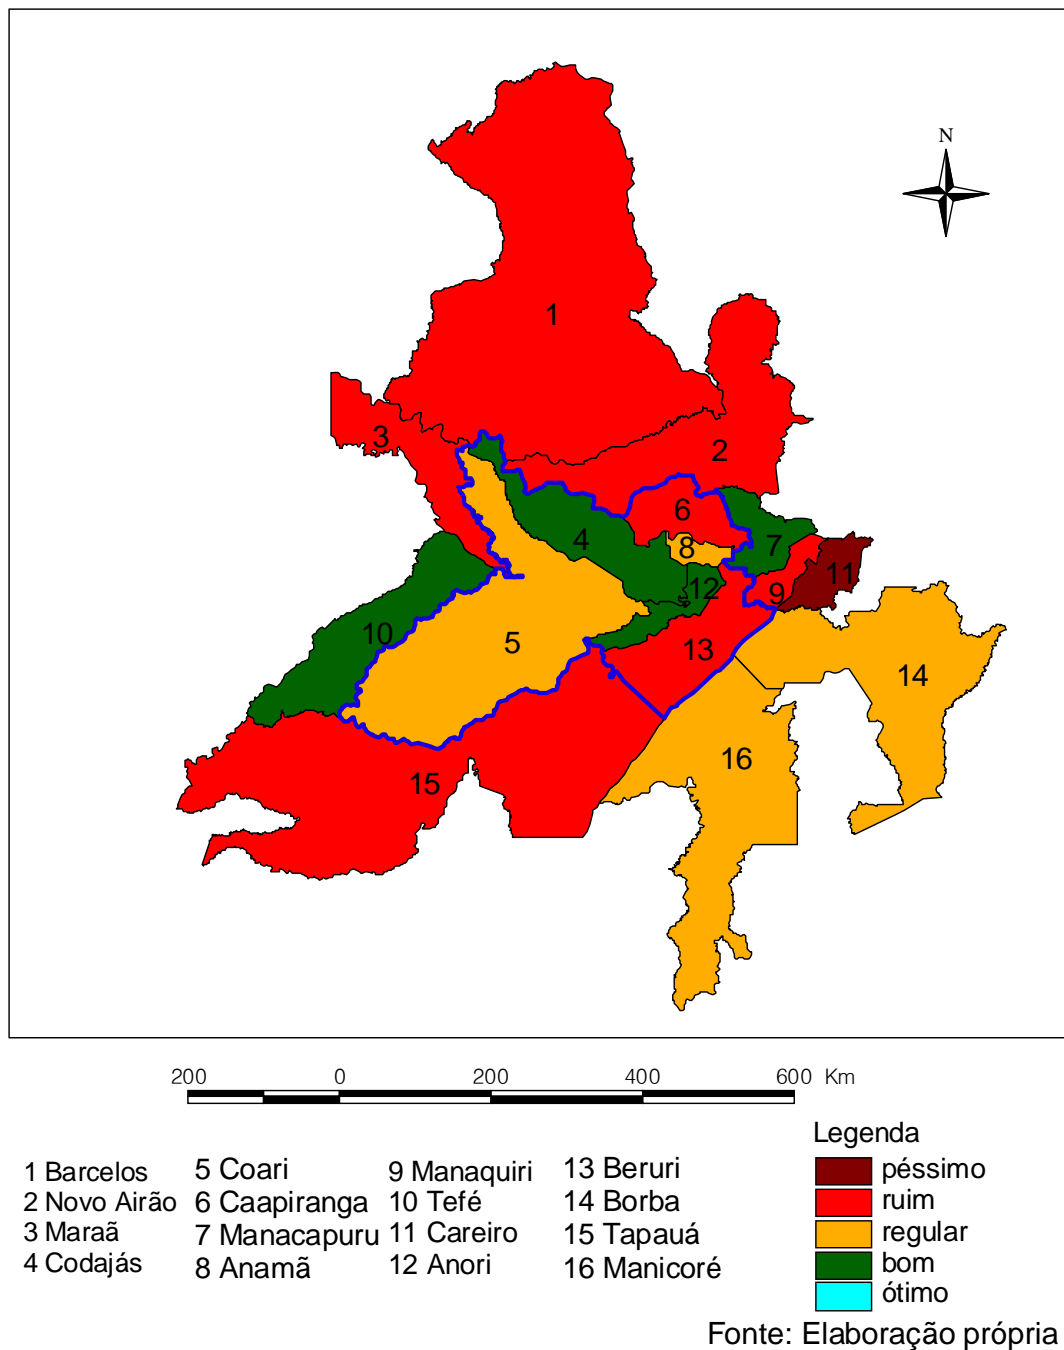 N
1
2
3
4
5
6
7
8
9
10
11
12
13
14
15
16
200 0 200 400 600 Km
1 Barcelos
2 Novo Airão
3 Maraã
4 Codajás
5 Coari
6 Caapiranga
7 Manacapuru
8 Anamã
9 Manaquiri
10 Tefé
11 Careiro
12 Anori
13 Beruri
14 Borba
15 Tapauá
16 Manicoré
Legenda
péssimo
ruim
regular
bom
ótimo
Fonte: Elaboração própria